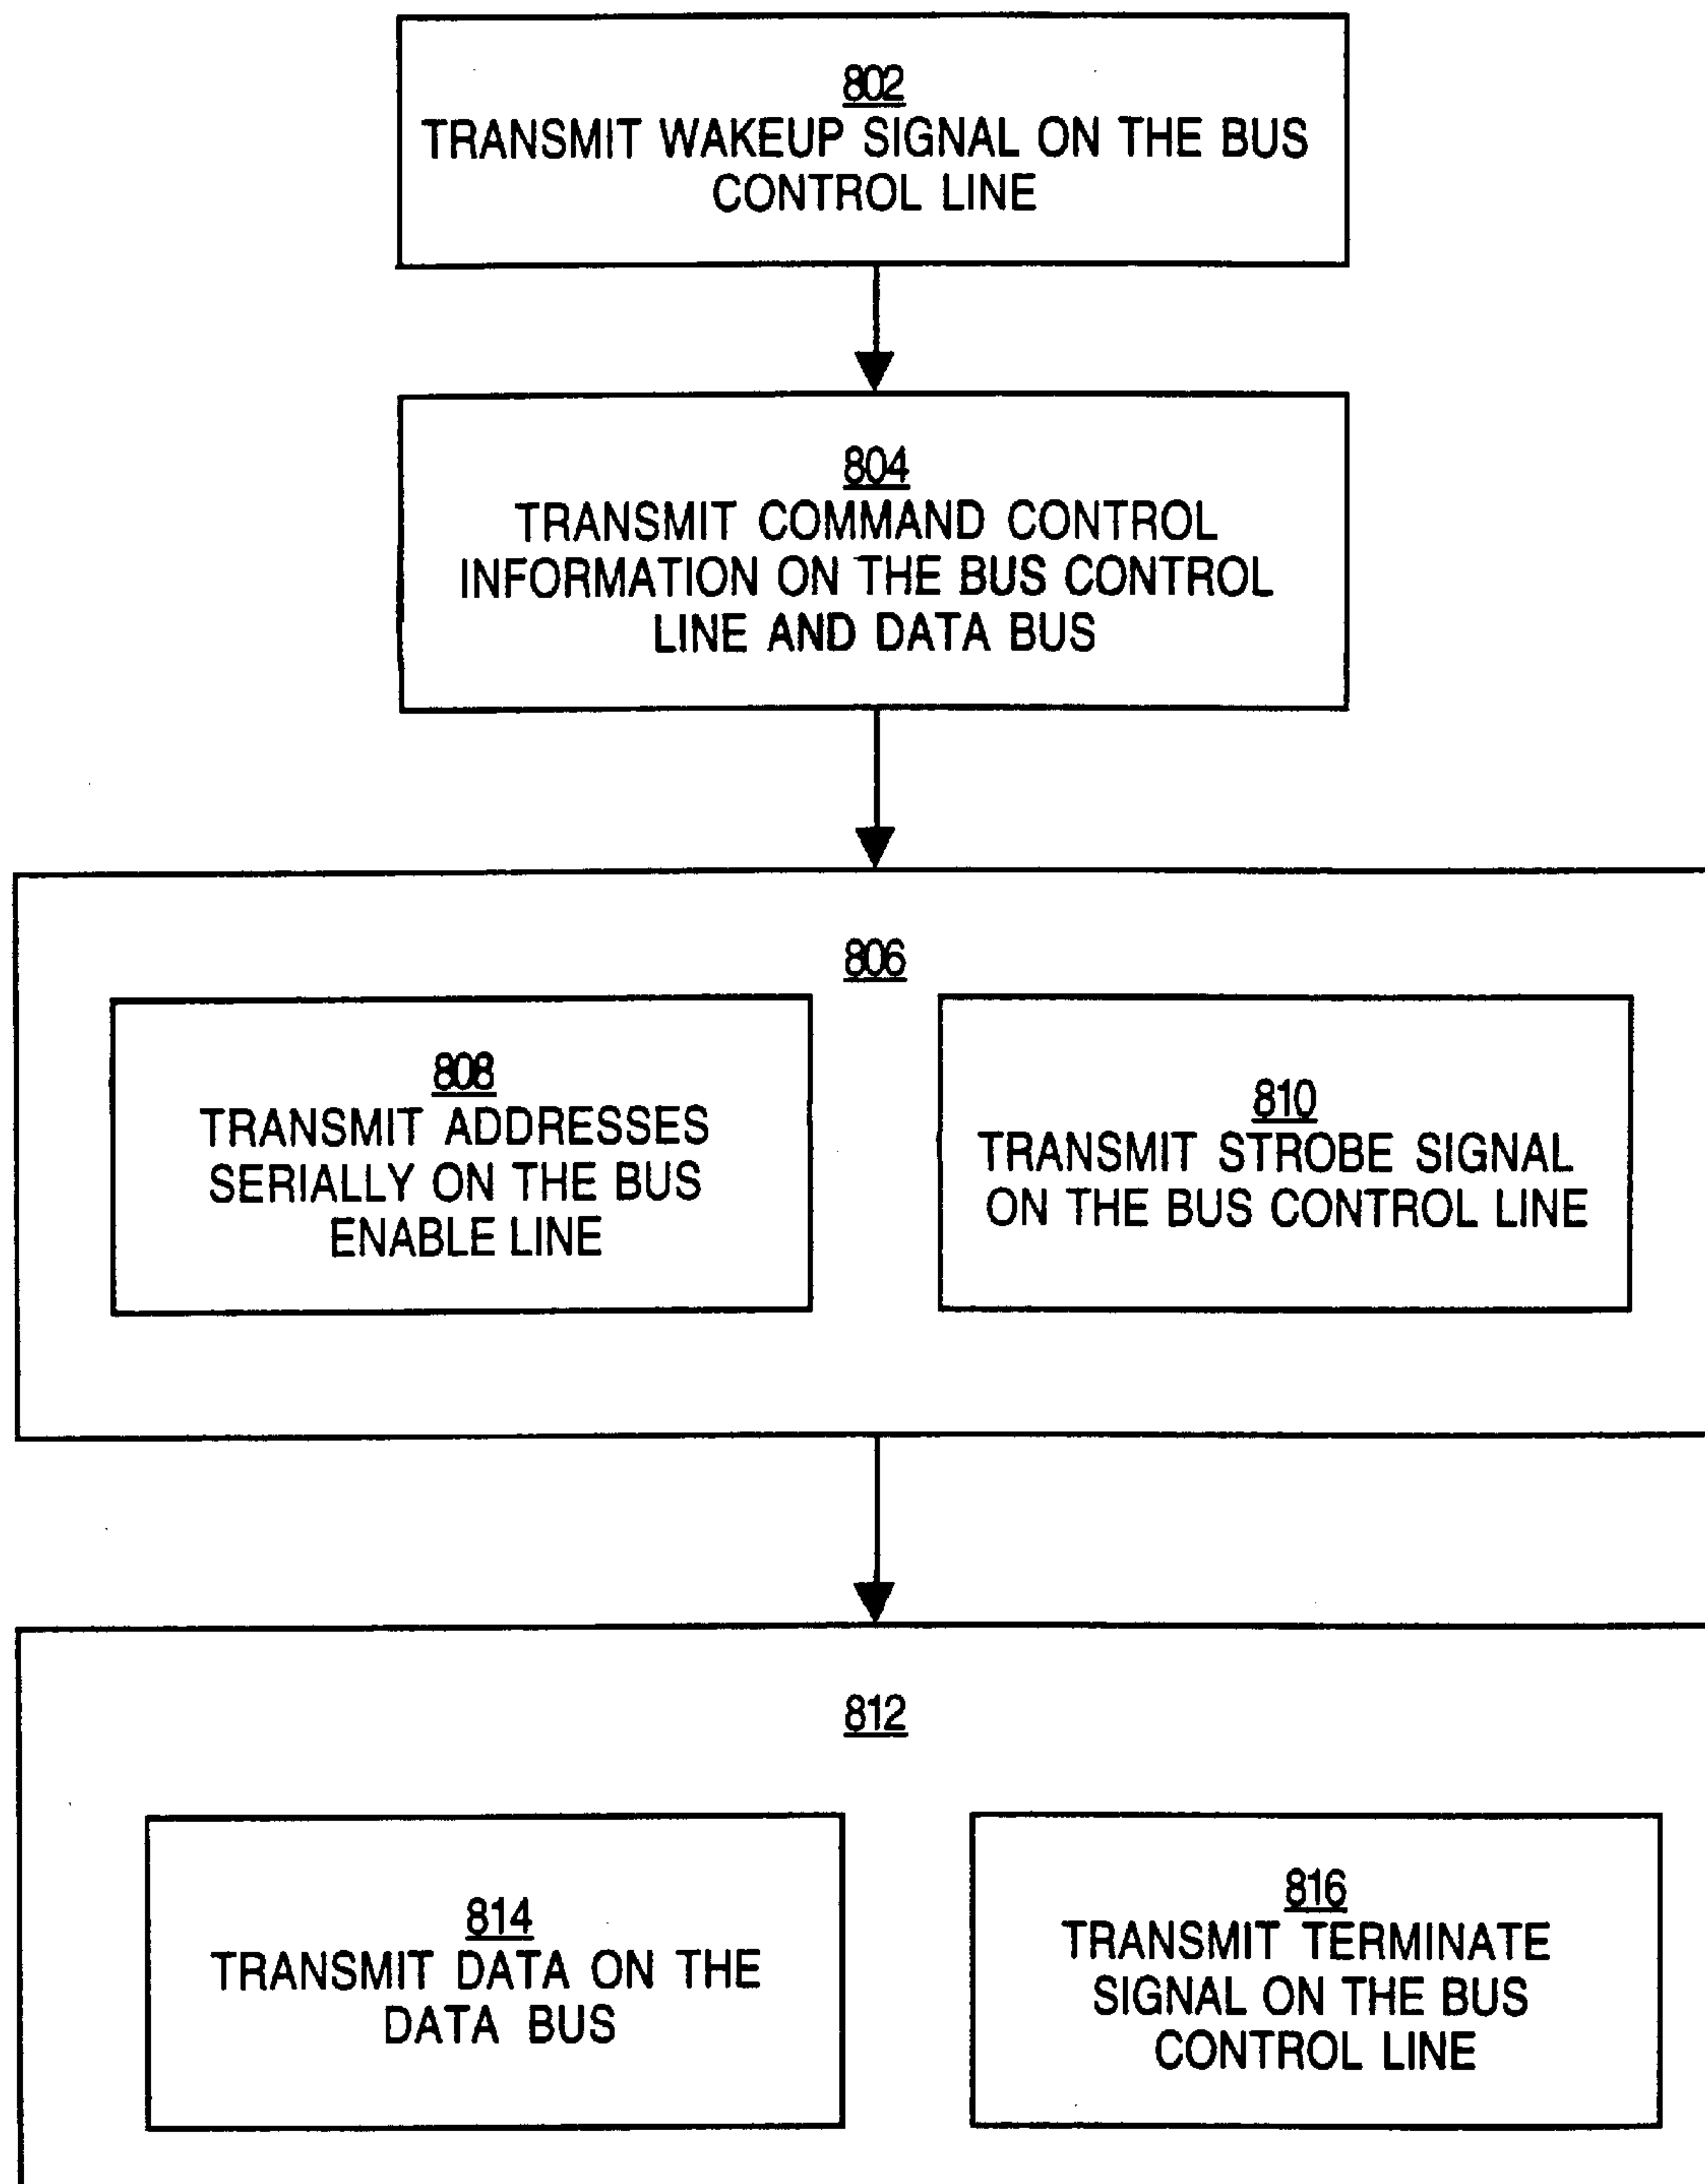 802
TRANSMIT WAKEUP SIGNAL ON THE BUS
CONTROL LINE
804
TRANSMIT COMMAND CONTROL
INFORMATION ON THE BUS CONTROL
LINE AND DATA BUS
806
808
TRANSMIT ADDRESSES
SERIALLY ON THE BUS
ENABLE LINE
810
TRANSMIT STROBE SIGNAL
ON THE BUS CONTROL LINE
812
814
TRANSMIT DATA ON THE
DATA BUS
816
TRANSMIT TERMINATE
SIGNAL ON THE BUS
CONTROL LINE